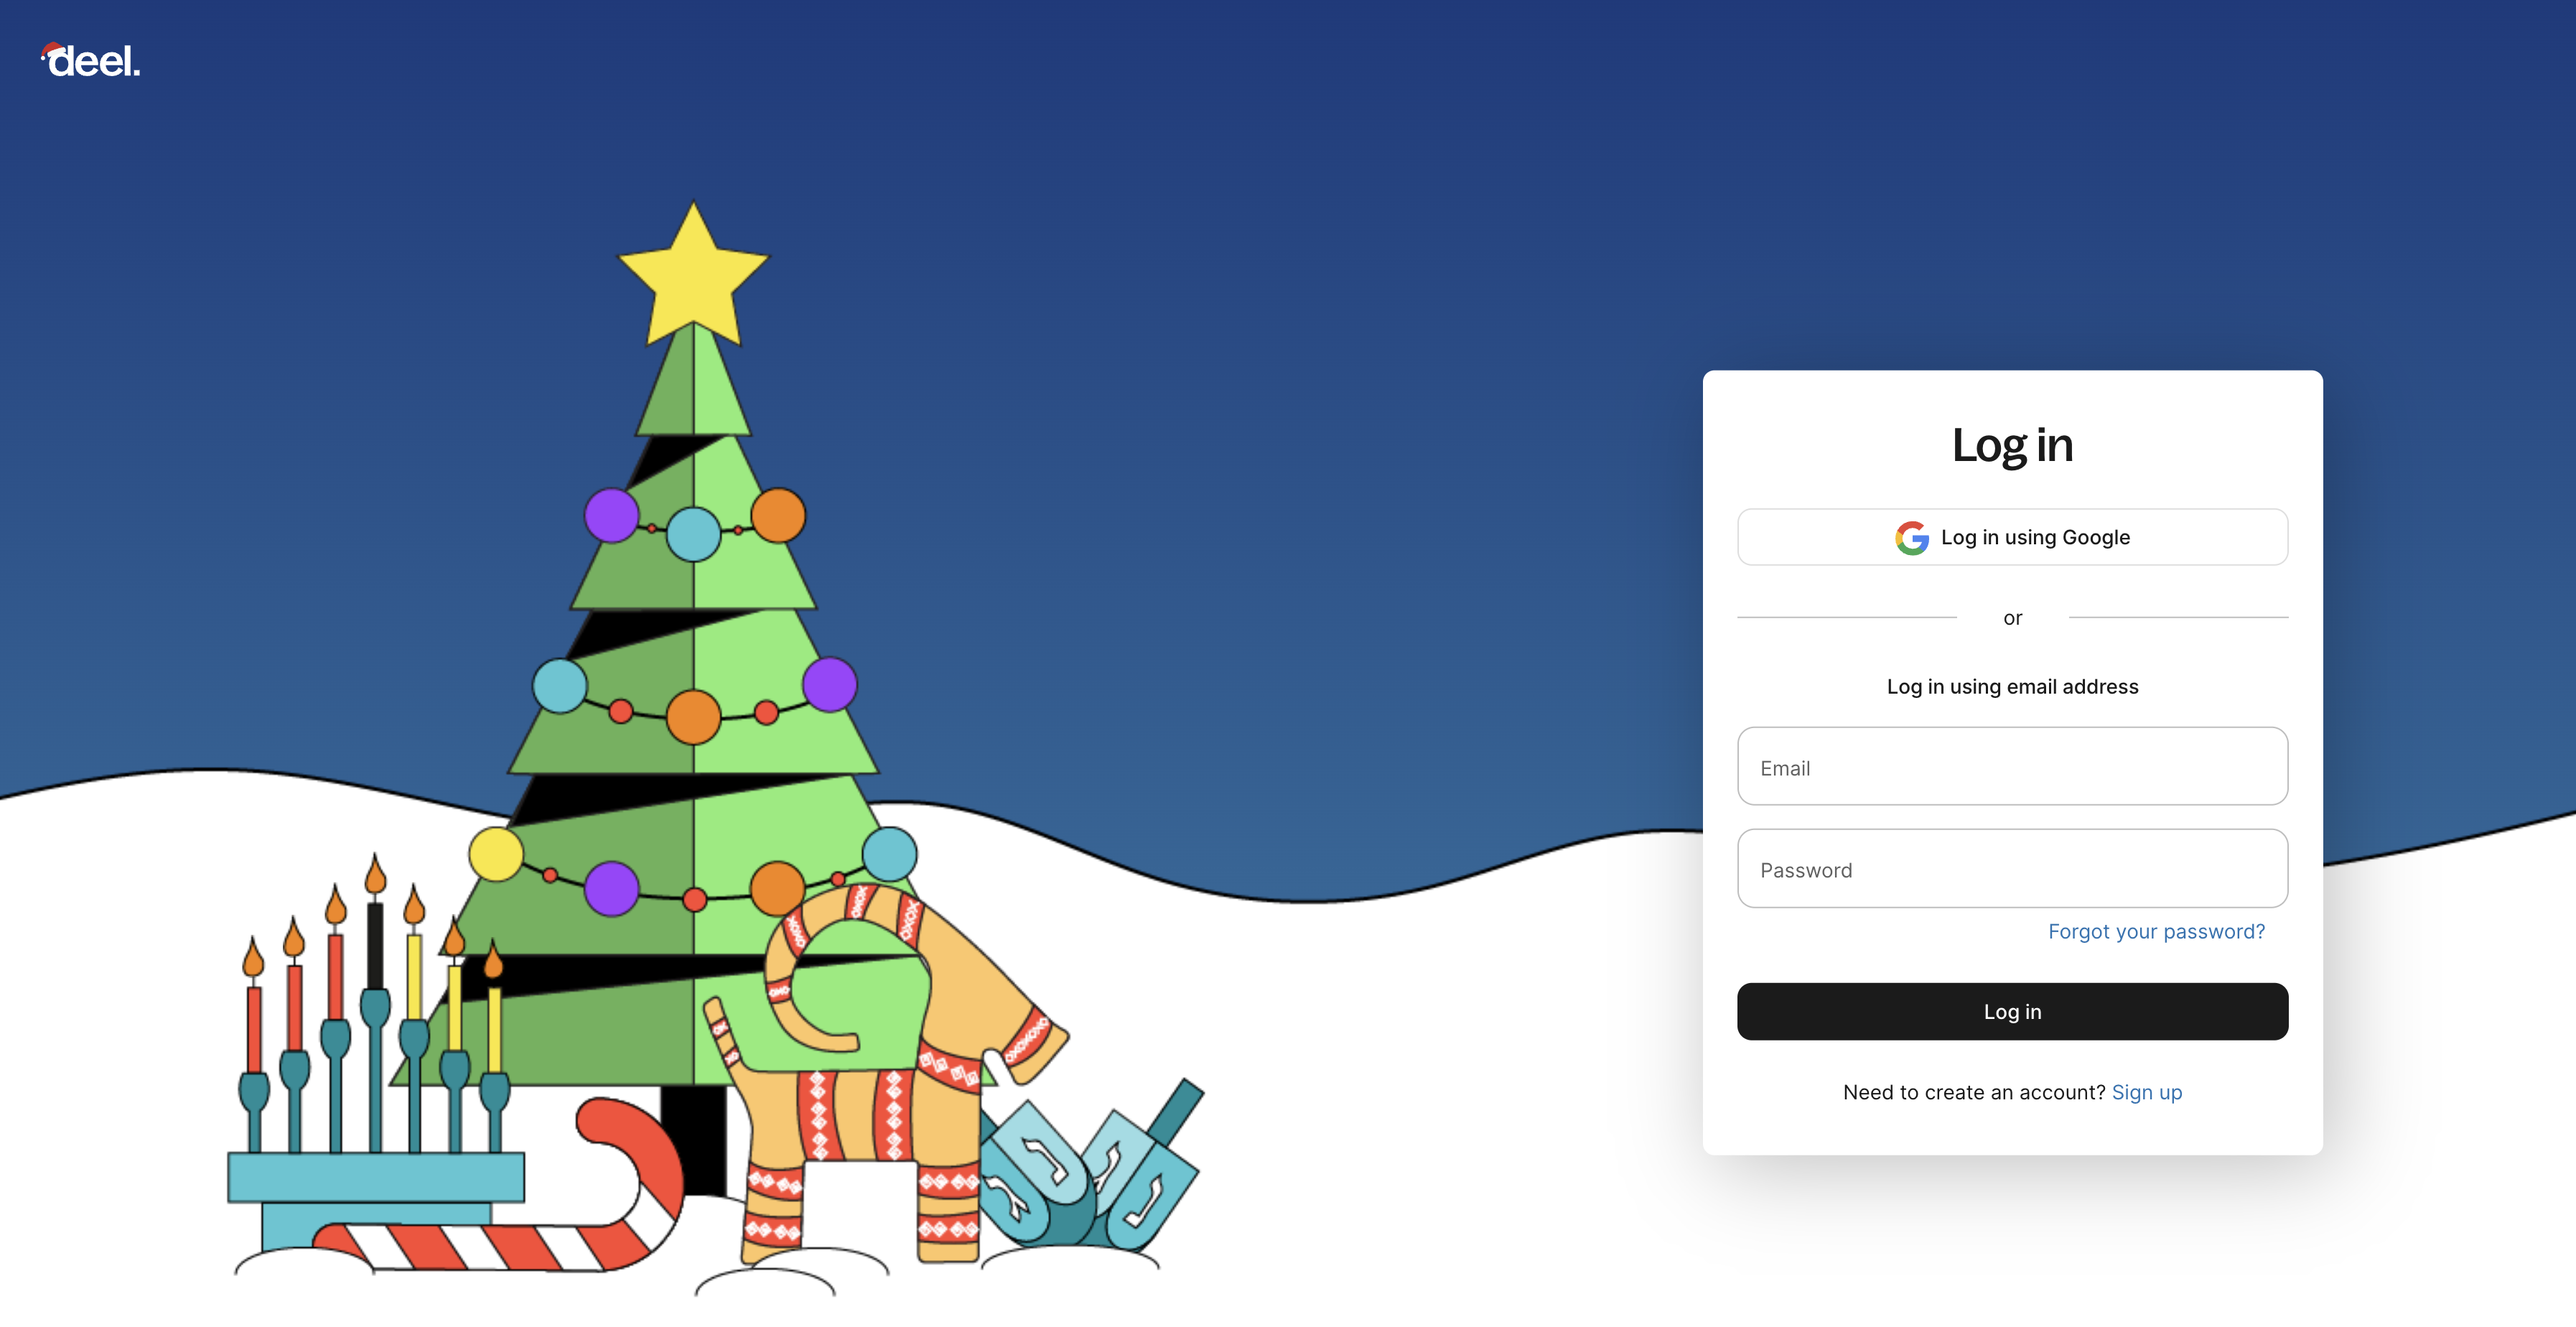 deel.
Log in
Log in using Google
or
Log in using email address
Email
Password
Forgot your password?
Log in
Need to create an account? Sign up
נ
ג